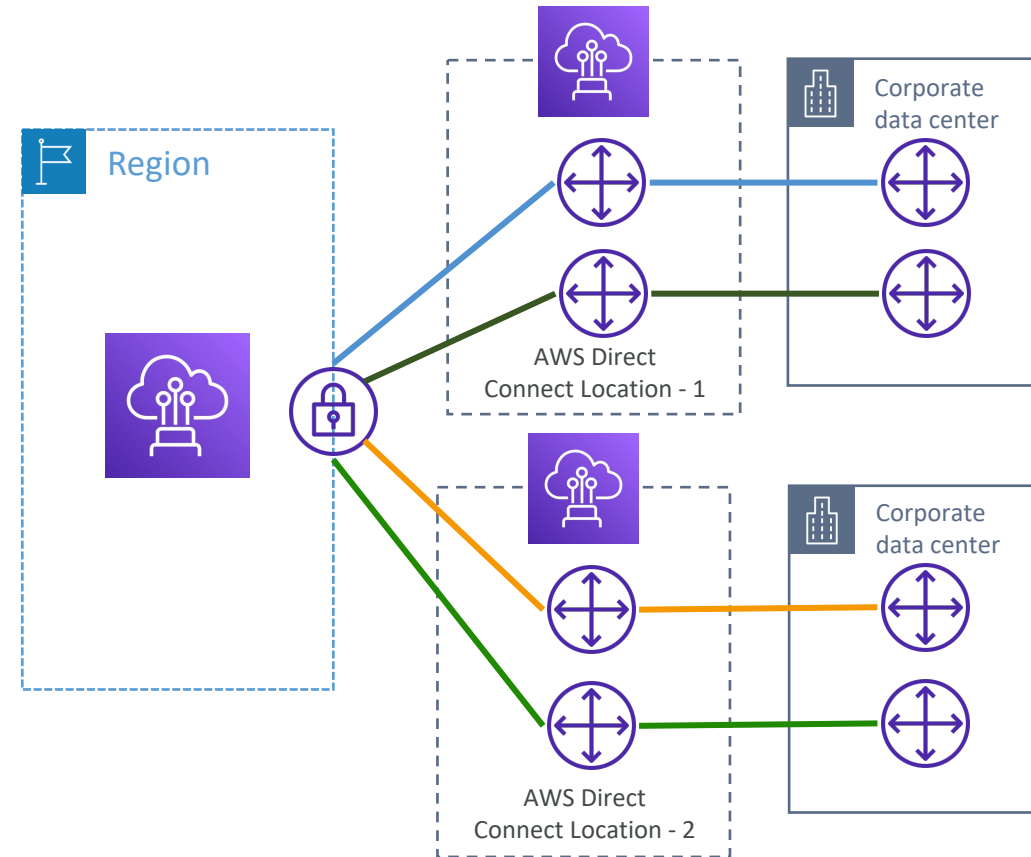 Region
Corporate
data center
AWS Direct
Connect Location - 1
Corporate
data center
AWS Direct
Connect Location - 2